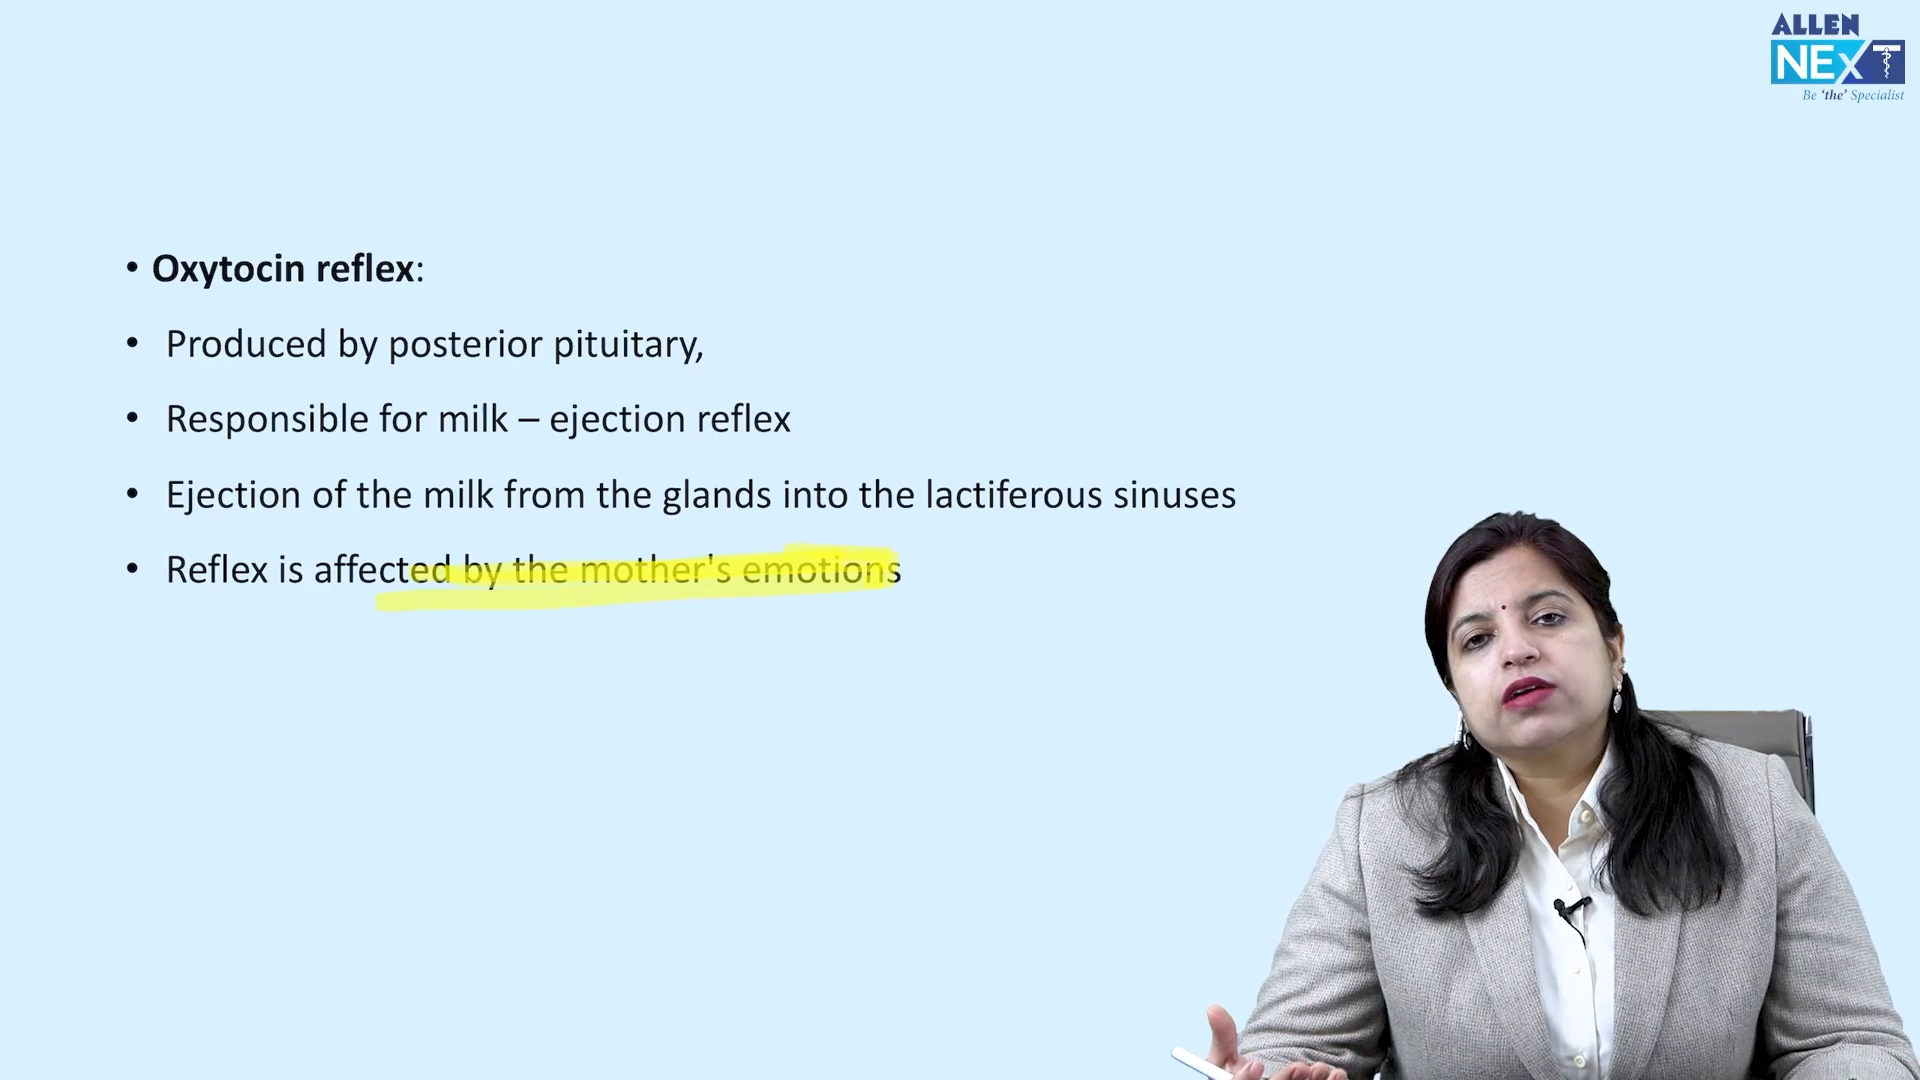 ALLEN
NEXT
Be 'the' Specialist
• Oxytocin reflex:
• Produced by posterior pituitary,
• Responsible for milk – ejection reflex
• Ejection of the milk from the glands into the lactiferous sinuses
• Reflex is affected by the mother's emotions